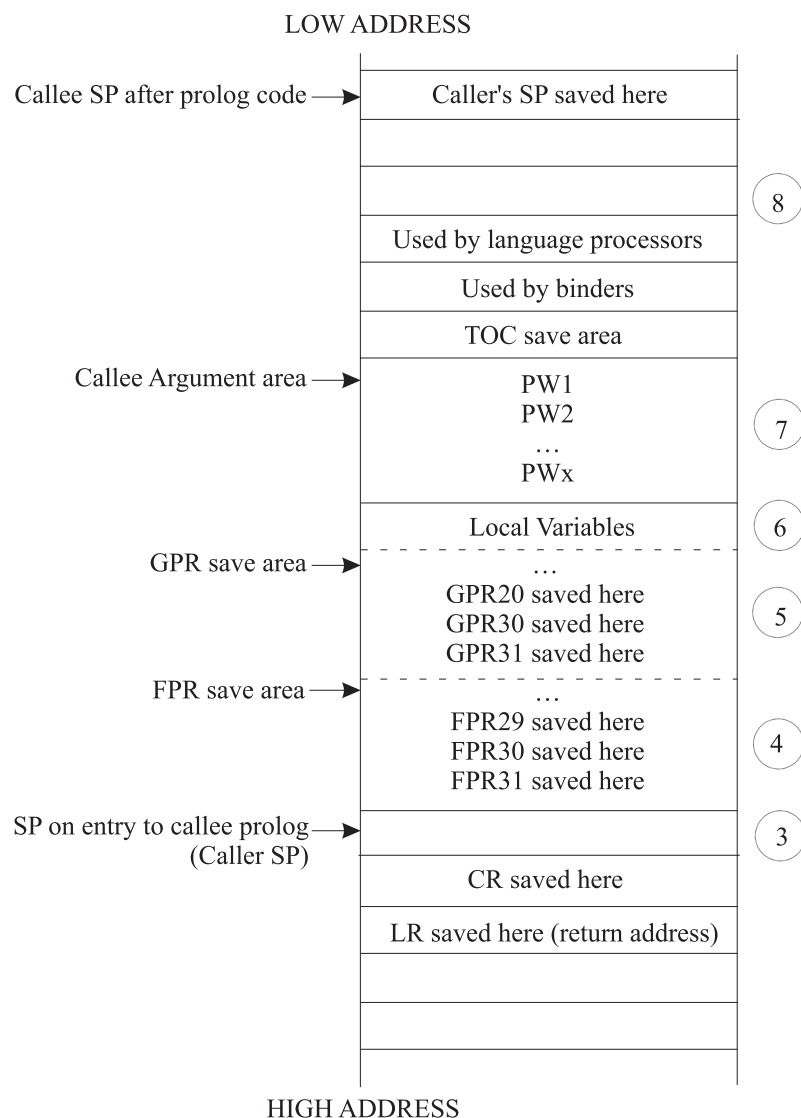 LOW ADDRESS
Callee SP after prolog code
Caller's SP saved here
8
Used by language processors
Used by binders
TOC save area
Callee Argument area
PW1
PW2
...
PWx
7
Local Variables
6
GPR save area
...
GPR20 saved here
GPR30 saved here
GPR31 saved here
5
FPR save area
...
FPR29 saved here
FPR30 saved here
FPR31 saved here
4
SP on entry to callee prolog
(Caller SP)
3
CR saved here
LR saved here (return address)
HIGH ADDRESS